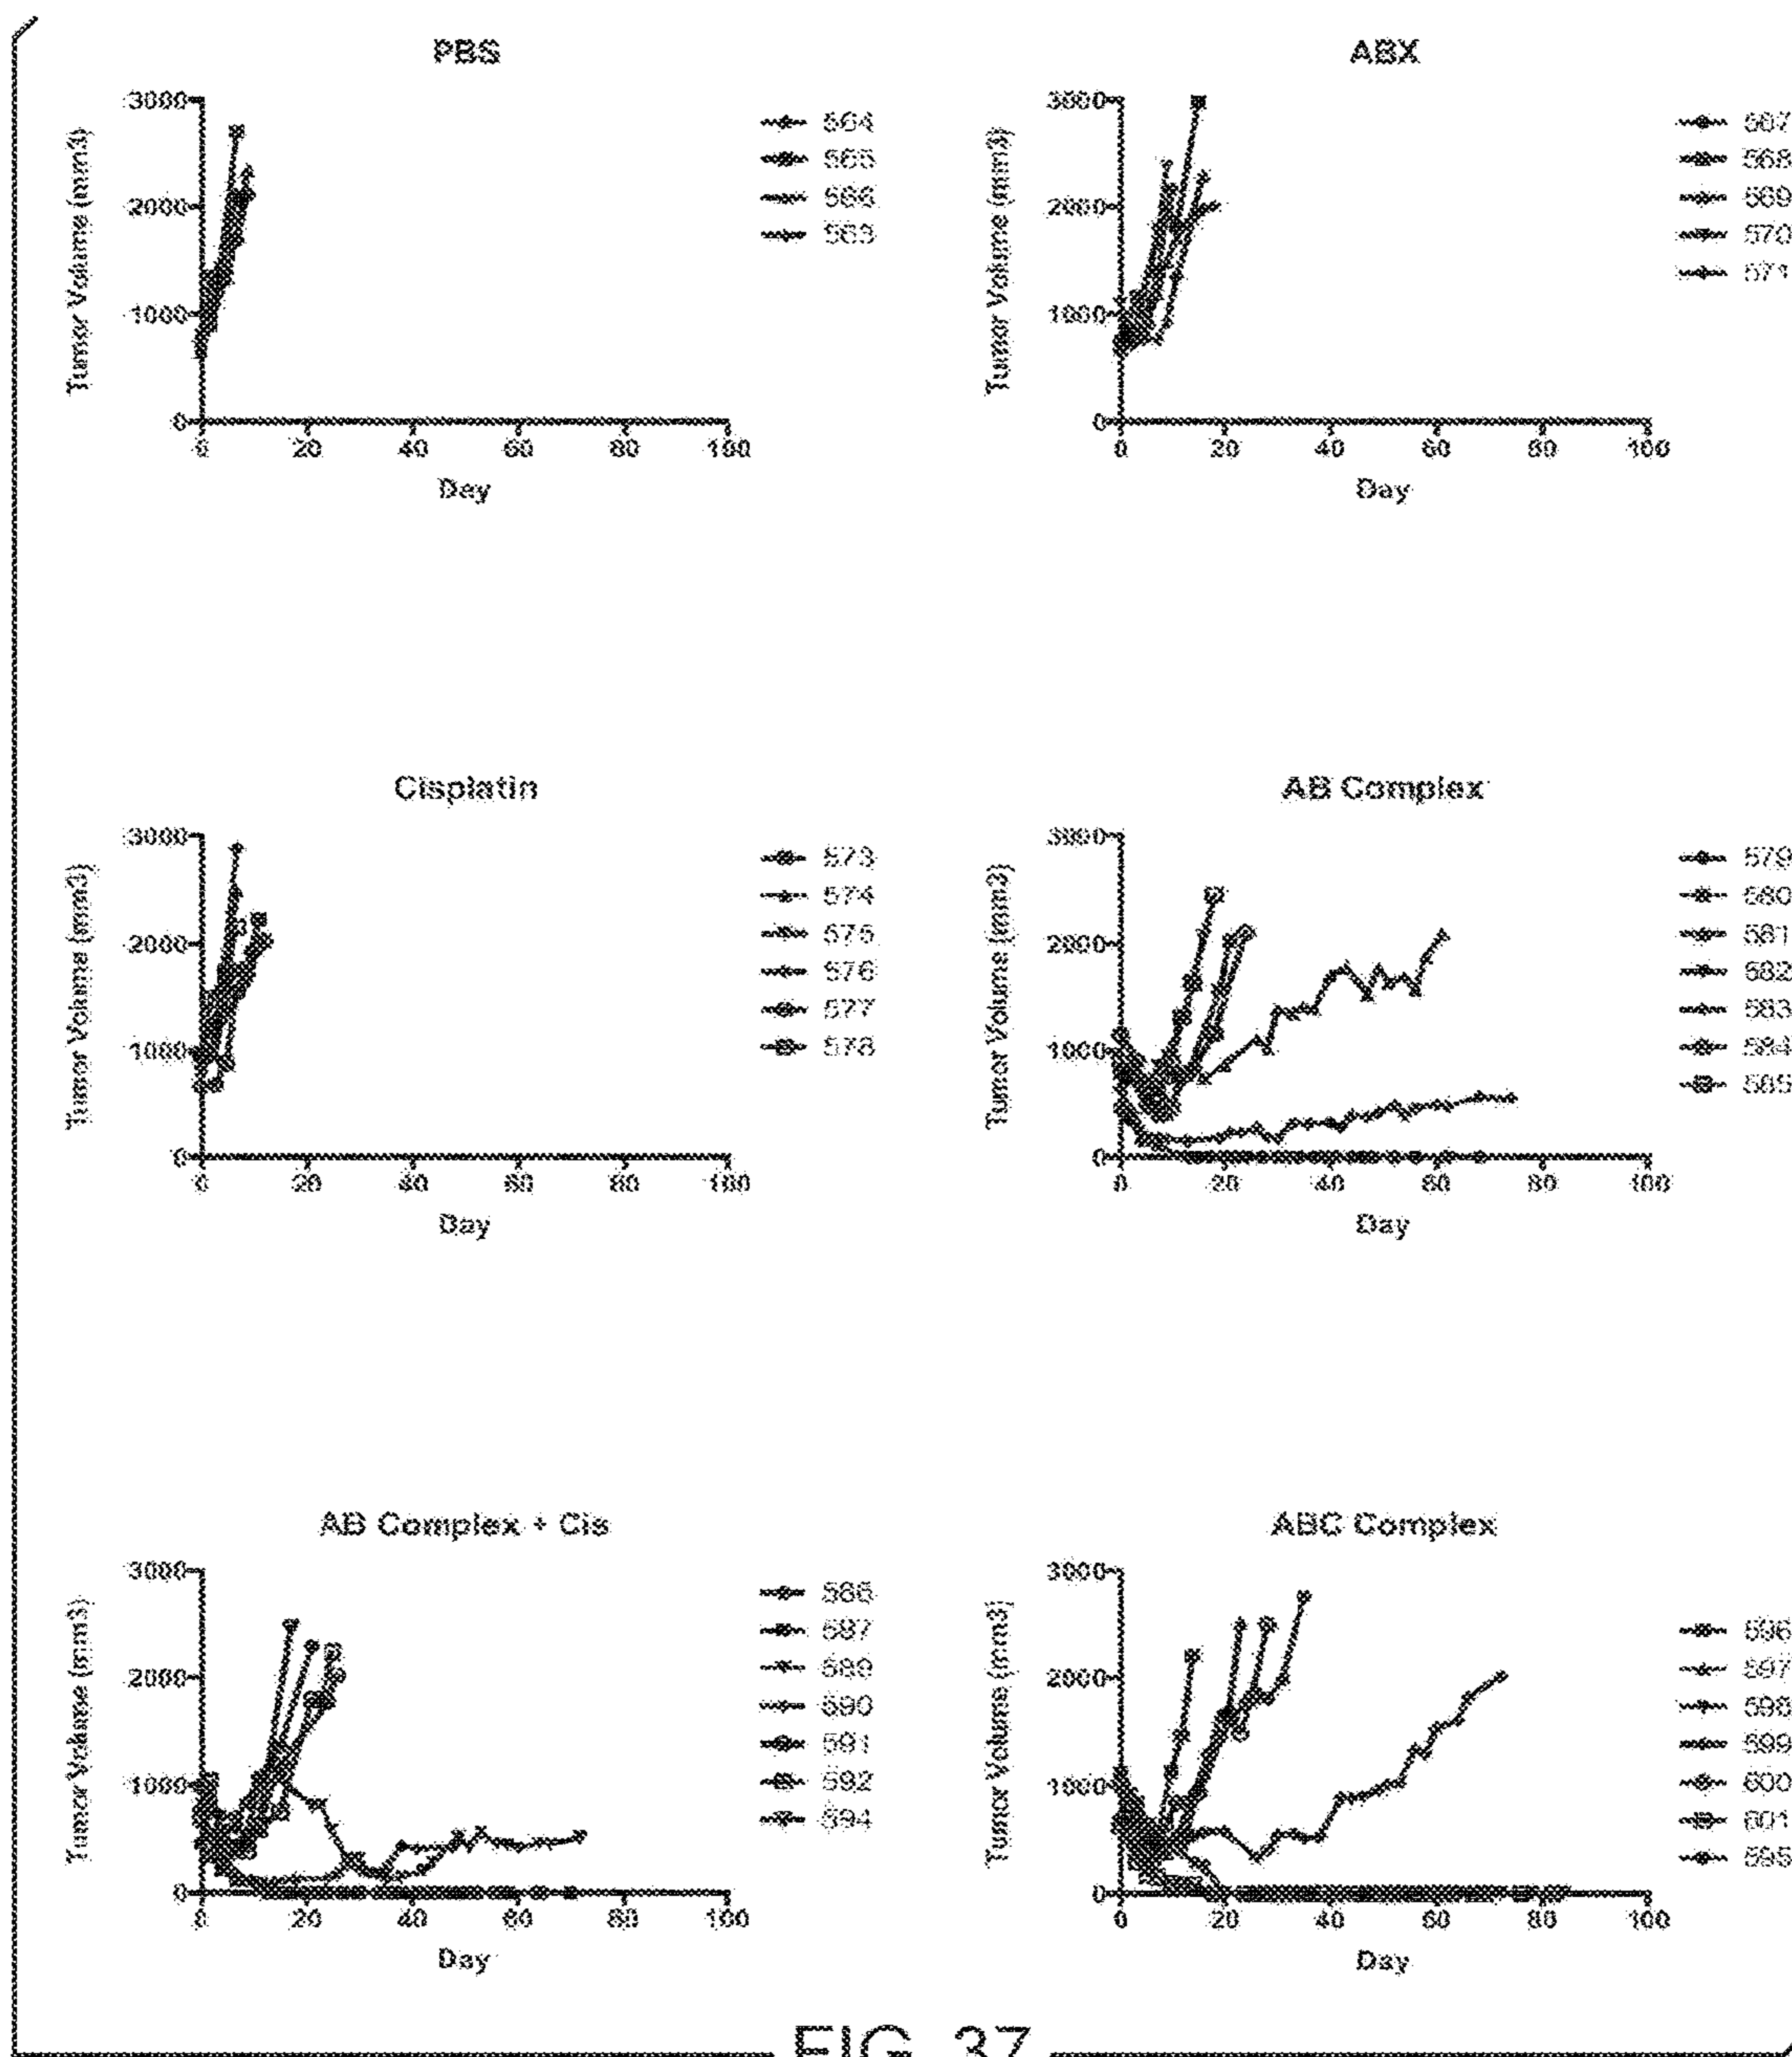 PBS
Tumor Volume (mm3)
3000
2000
1000
0
0 20 40 60 80 100
Day
564
565
566
563
ABX
Tumor Volume (mm3)
3000
2000
1000
0
0 20 40 60 80 100
Day
567
568
569
570
571
Cisplatin
Tumor Volume (mm3)
3000
2000
1000
0
0 20 40 60 80 100
Day
573
574
575
576
577
578
AB Complex
Tumor Volume (mm3)
3000
2000
1000
0
0 20 40 60 80 100
Day
579
580
581
582
583
584
585
AB Complex + Cis
Tumor Volume (mm3)
3000
2000
1000
0
0 20 40 60 80 100
Day
586
587
589
590
591
592
594
ABC Complex
Tumor Volume (mm3)
3000
2000
1000
0
0 20 40 60 80 100
Day
596
597
598
599
600
601
595
FIG. 37